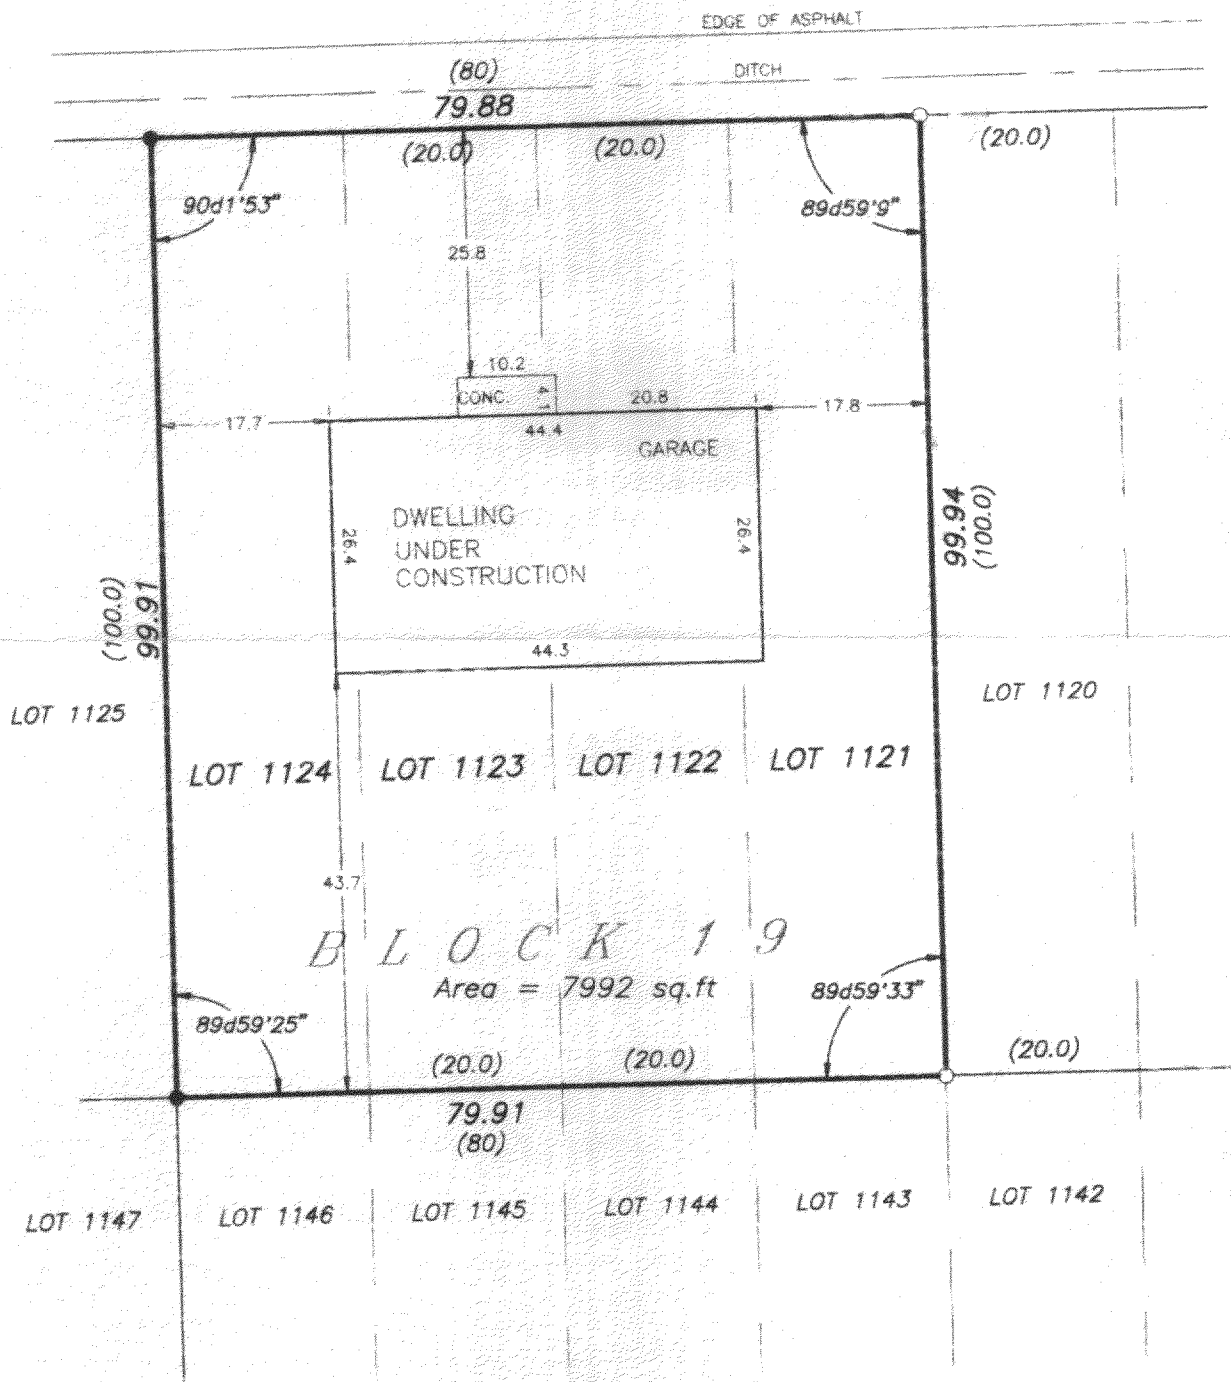 EDGE OF ASPHALT
(80)
DITCH
79.88
(20.0)
(20.0)
(20.0)
90d1'53"
89d59'9"
25.8
10.2
CONC.
4.1
20.8
17.7
17.8
44.4
GARAGE
DWELLING
UNDER
CONSTRUCTION
26.4
26.4
99.94
(100.0)
(100.0)
99.91
44.3
LOT 1125
LOT 1120
LOT 1124
LOT 1123
LOT 1122
LOT 1121
43.7
BLOCK 19
Area = 7992 sq.ft
89d59'33"
89d59'25"
(20.0)
(20.0)
(20.0)
79.91
(80)
LOT 1147
LOT 1146
LOT 1145
LOT 1144
LOT 1143
LOT 1142